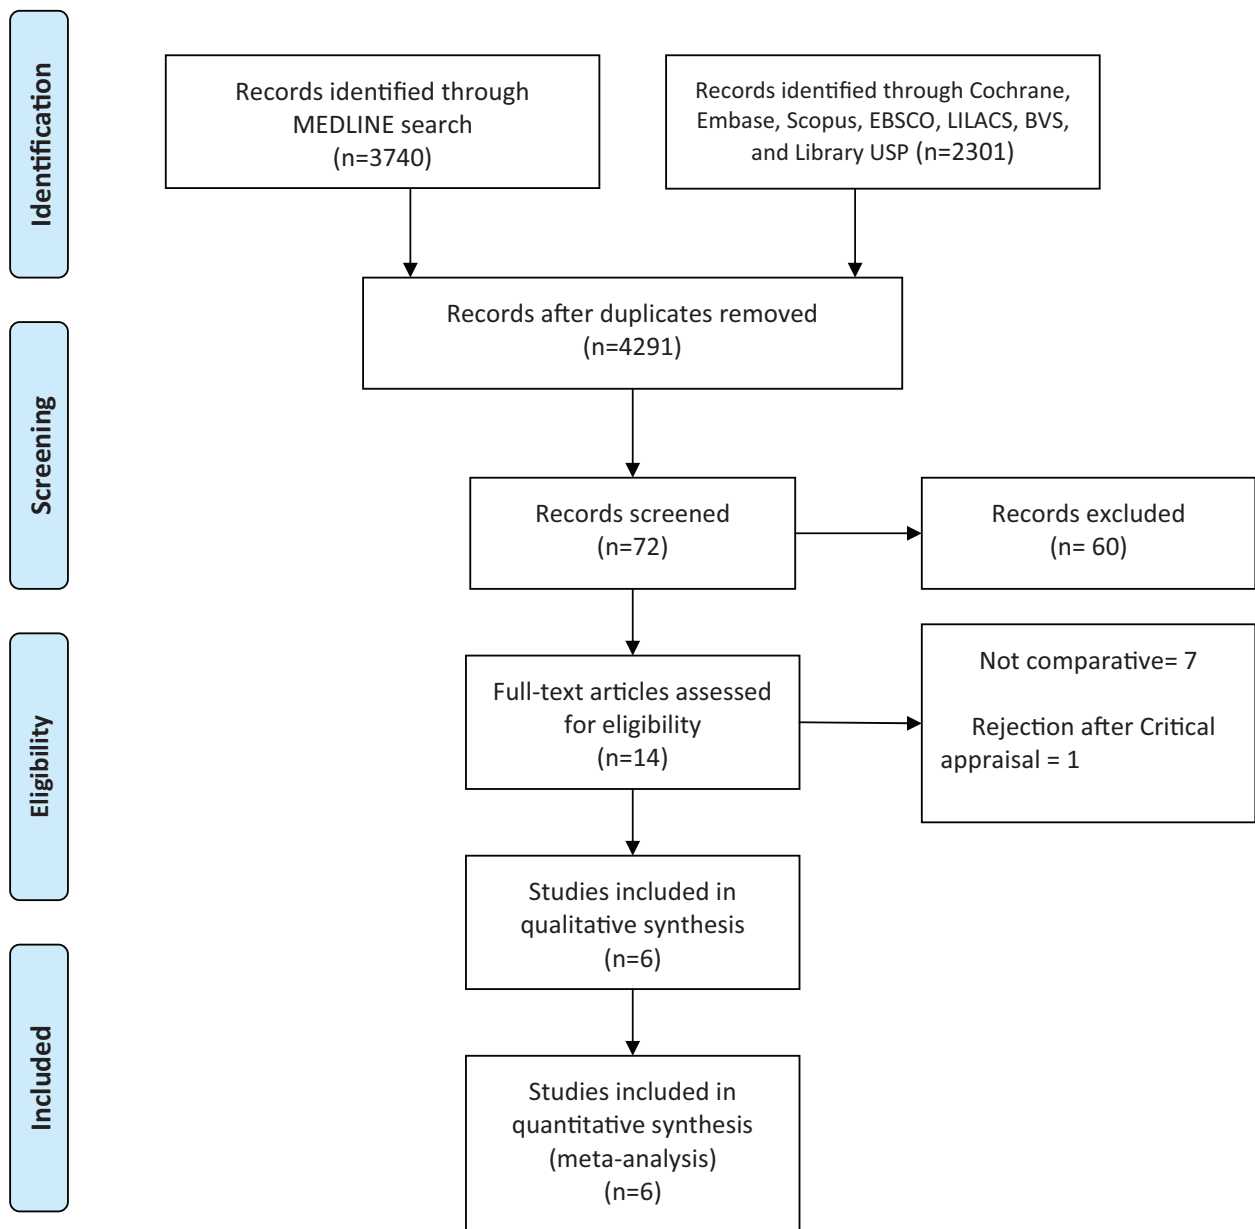 Identification
Records identified through
MEDLINE search
(n=3740)
Records identified through Cochrane,
Embase, Scopus, EBSCO, LILACS, BVS,
and Library USP (n=2301)
Records after duplicates removed
(n=4291)
Screening
Records screened
(n=72)
Records excluded
(n= 60)
Eligibility
Full-text articles assessed
for eligibility
(n=14)
Not comparative= 7
Rejection after Critical
appraisal = 1
Studies included in
qualitative synthesis
(n=6)
Included
Studies included in
quantitative synthesis
(meta-analysis)
(n=6)